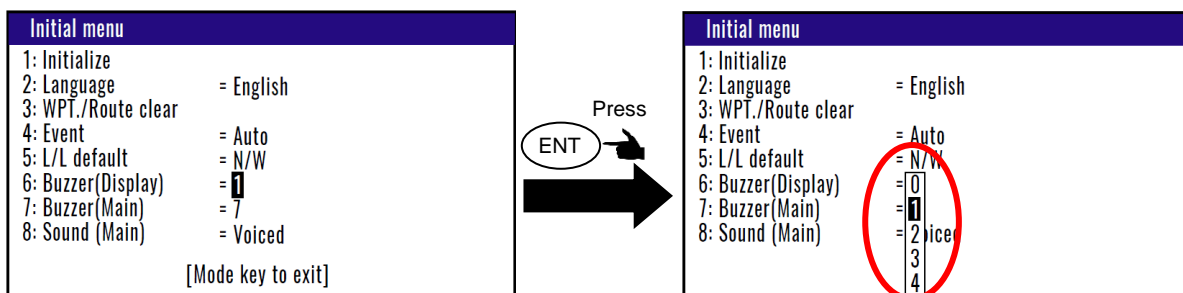 Initial menu
1: Initialize
2: Language = English
3: WPT./Route clear
4: Event = Auto
5: L/L default = N/W
6: Buzzer(Display) = 1
7: Buzzer(Main) = 7
8: Sound (Main) = Voiced
[Mode key to exit]
Press
ENT
Initial menu
1: Initialize
2: Language = English
3: WPT./Route clear
4: Event = Auto
5: L/L default = N/W
6: Buzzer(Display) = 0
7: Buzzer(Main) = 1
8: Sound (Main) = 2 oiced
3
4